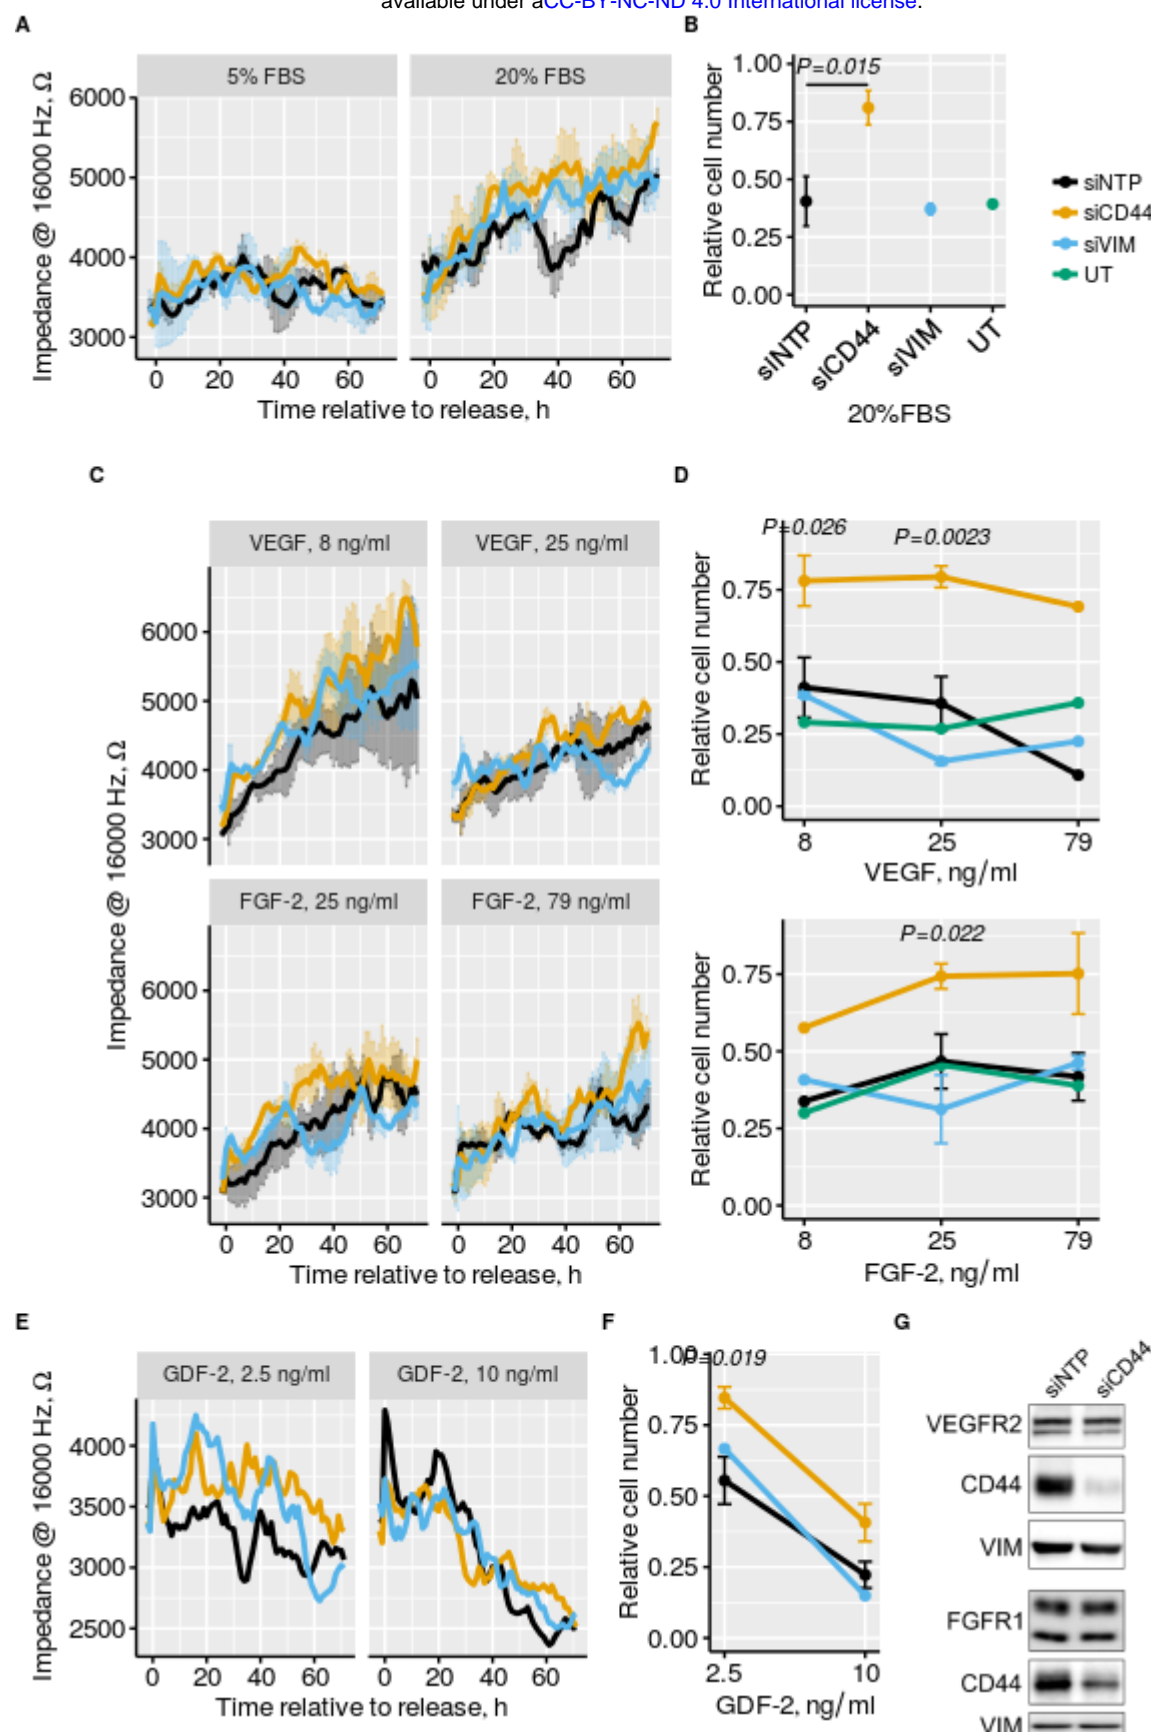 available under aCC-BY-NC-ND 4.0 International license.
A
5% FBS
20% FBS
Impedance @ 16000 Hz, Ω
6000
5000
4000
3000
0 20 40 60
0 20 40 60
Time relative to release, h
B
P=0.015
Relative cell number
1.00
0.75
0.50
0.25
0.00
siNTP
siCD44
siVIM
UT
20%FBS
siNTP
siCD44
siVIM
UT
C
VEGF, 8 ng/ml
VEGF, 25 ng/ml
Impedance @ 16000 Hz, Ω
6000
5000
4000
3000
FGF-2, 25 ng/ml
FGF-2, 79 ng/ml
6000
5000
4000
3000
0 20 40 60
0 20 40 60
Time relative to release, h
D
P=0.026
P=0.0023
Relative cell number
0.75
0.50
0.25
0.00
8 25 79
VEGF, ng/ml
P=0.022
Relative cell number
0.75
0.50
0.25
0.00
8 25 79
FGF-2, ng/ml
E
GDF-2, 2.5 ng/ml
GDF-2, 10 ng/ml
Impedance @ 16000 Hz, Ω
4000
3500
3000
2500
0 20 40 60
0 20 40 60
Time relative to release, h
F
P=0.019
Relative cell number
1.00
0.75
0.50
0.25
0.00
2.5 10
GDF-2, ng/ml
G
siNTP
siCD44
VEGFR2
CD44
VIM
FGFR1
CD44
VIM